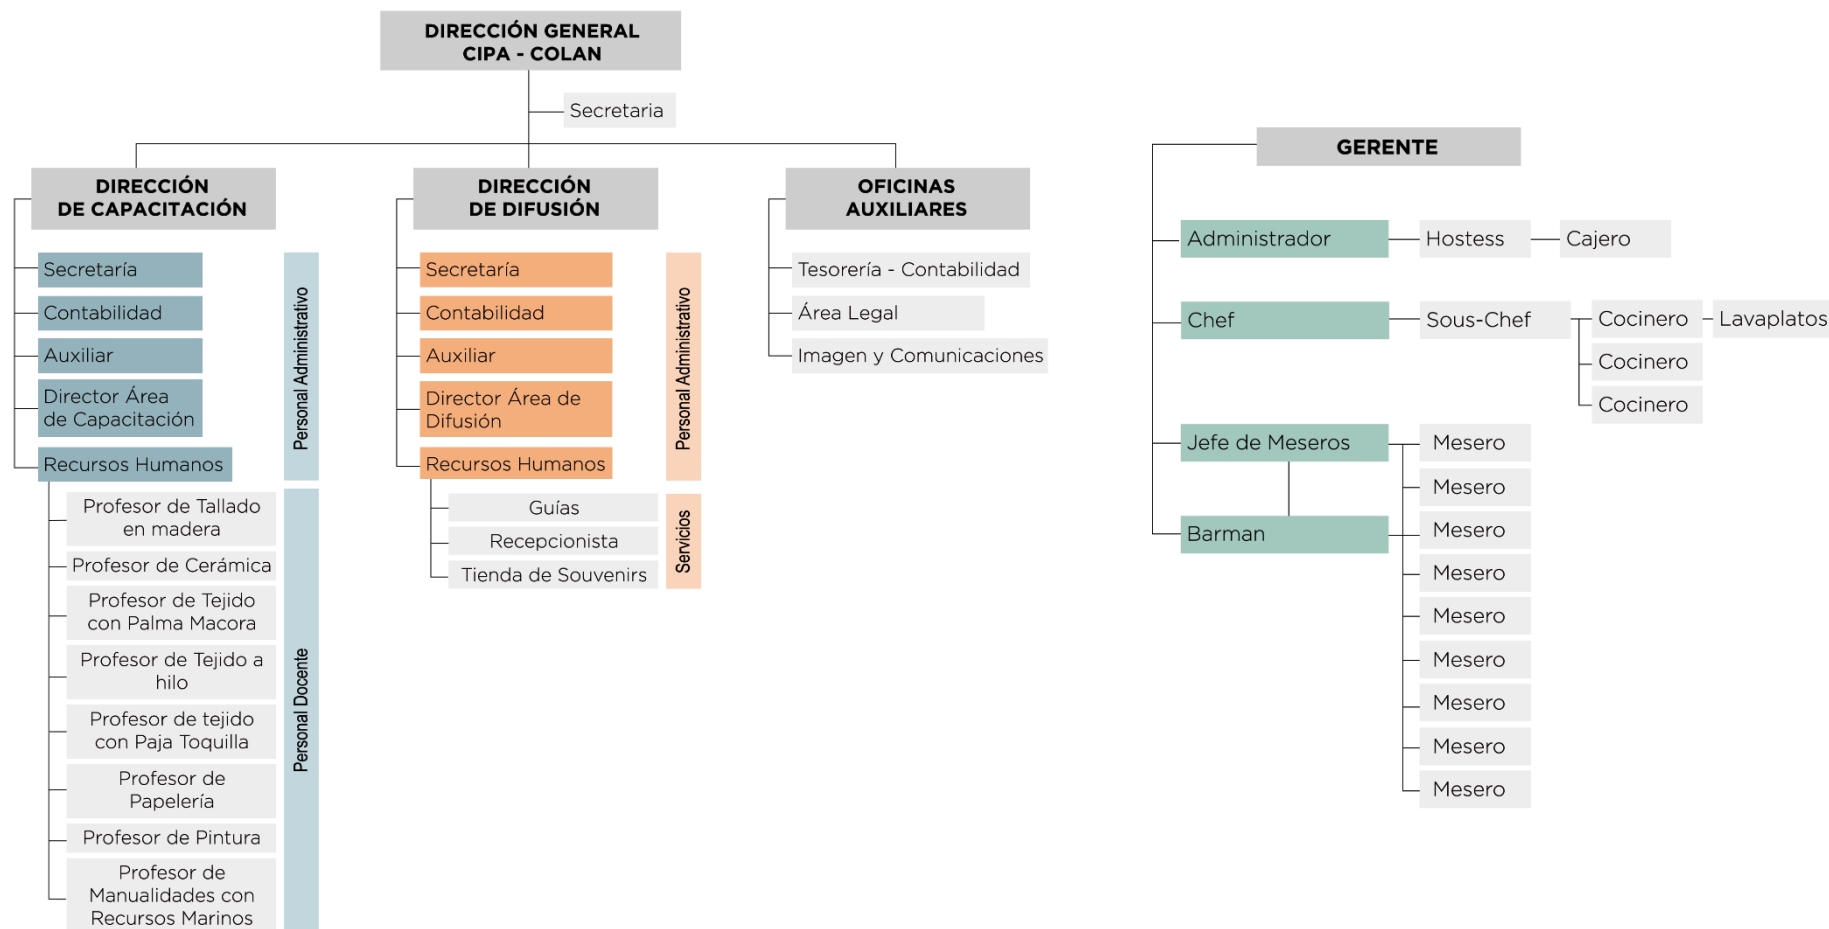 DIRECCIÓN GENERAL
CIPA - COLAN
Secretaria
DIRECCIÓN
DE CAPACITACIÓN
Secretaría
Contabilidad
Auxiliar
Director Área
de Capacitación
Recursos Humanos
Personal Administrativo
Profesor de Tallado
en madera
Profesor de Cerámica
Profesor de Tejido
con Palma Macora
Profesor de Tejido a
hilo
Profesor de tejido
con Paja Toquilla
Profesor de
Papelería
Profesor de Pintura
Profesor de
Manualidades con
Recursos Marinos
Personal Docente
DIRECCIÓN
DE DIFUSIÓN
Secretaría
Contabilidad
Auxiliar
Director Área de
Difusión
Recursos Humanos
Personal Administrativo
Guías
Recepcionista
Tienda de Souvenirs
Servicios
OFICINAS
AUXILIARES
Tesorería - Contabilidad
Área Legal
Imagen y Comunicaciones
GERENTE
Administrador
Hostess
Cajero
Chef
Sous-Chef
Cocinero
Lavaplatos
Cocinero
Cocinero
Jefe de Meseros
Barman
Mesero
Mesero
Mesero
Mesero
Mesero
Mesero
Mesero
Mesero
Mesero